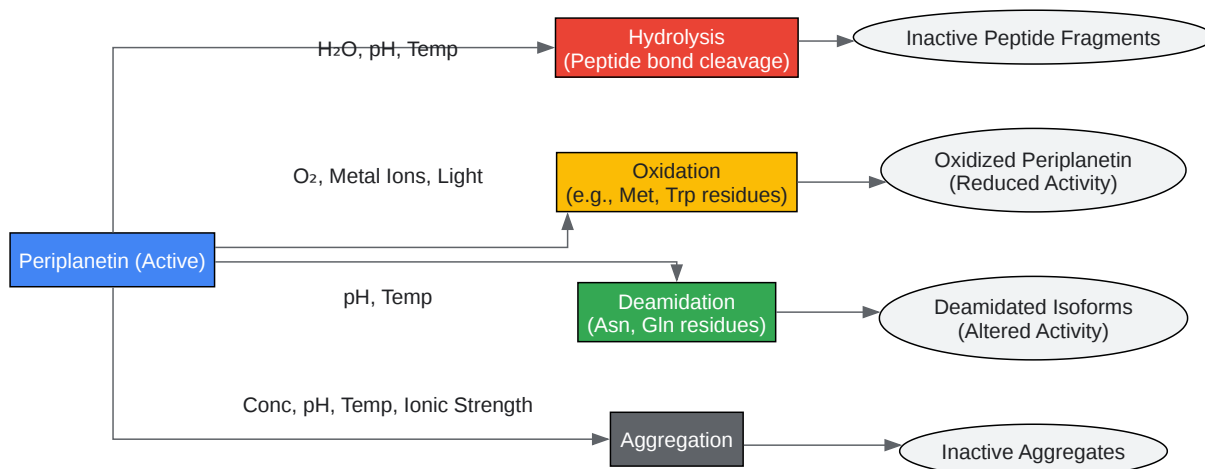 H₂O, pH, Temp
Hydrolysis
(Peptide bond cleavage)
Inactive Peptide Fragments
O₂, Metal Ions, Light
Oxidation
(e.g., Met, Trp residues)
Oxidized Periplanetin
(Reduced Activity)
Periplanetin (Active)
pH, Temp
Deamidation
(Asn, Gln residues)
Deamidated Isoforms
(Altered Activity)
Conc, pH, Temp, Ionic Strength
Aggregation
Inactive Aggregates